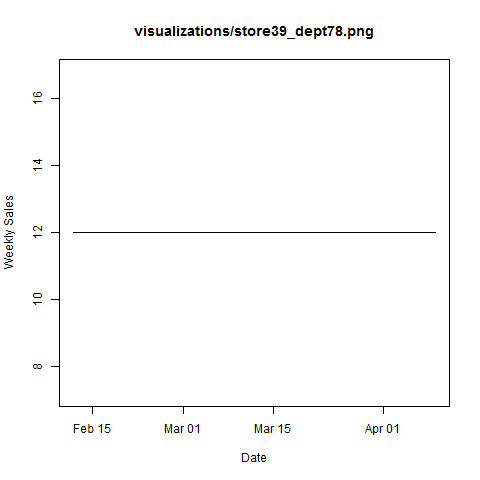 visualizations/store39_dept78.png
16
14
12
10
8
Weekly Sales
Feb 15
Mar 01
Mar 15
Apr 01
Date